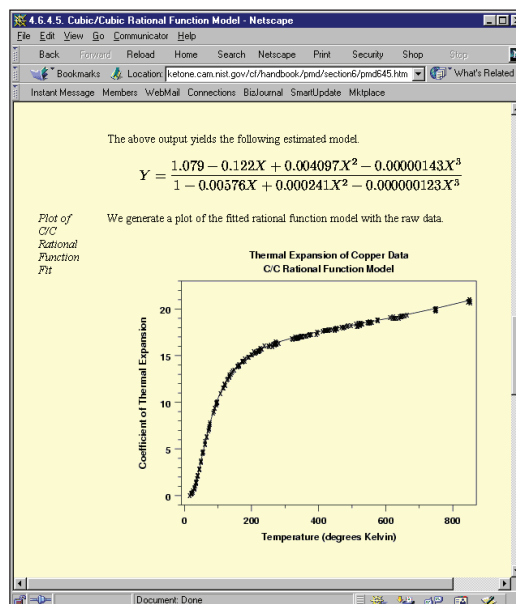 4.6.4.5. Cubic/Cubic Rational Function Model - Netscape
File Edit View Go Communicator Help
Back Forward Reload Home Search Netscape Print Security Shop Stop
Bookmarks Location: ketone.cam.nist.gov/cf/handbook/pmd/section6/pmd645.htm What's Related
Instant Message Members WebMail Connections BizJournal SmartUpdate Mktplace
The above output yields the following estimated model.
Y = (1.079 − 0.122X + 0.004097X² − 0.00000143X³) / (1 − 0.00576X + 0.000241X² − 0.000000123X³)
Plot of
C/C
Rational
Function
Fit
We generate a plot of the fitted rational function model with the raw data.
Thermal Expansion of Copper Data
C/C Rational Function Model
Coefficient of Thermal Expansion
20
15
10
5
0
0 200 400 600 800
Temperature (degrees Kelvin)
Document: Done